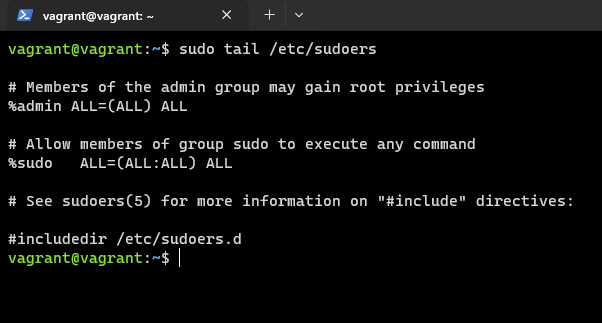 vagrant@vagrant: ~
vagrant@vagrant:~$ sudo tail /etc/sudoers
# Members of the admin group may gain root privileges
%admin ALL=(ALL) ALL
# Allow members of group sudo to execute any command
%sudo   ALL=(ALL:ALL) ALL
# See sudoers(5) for more information on "#include" directives:
#includedir /etc/sudoers.d
vagrant@vagrant:~$